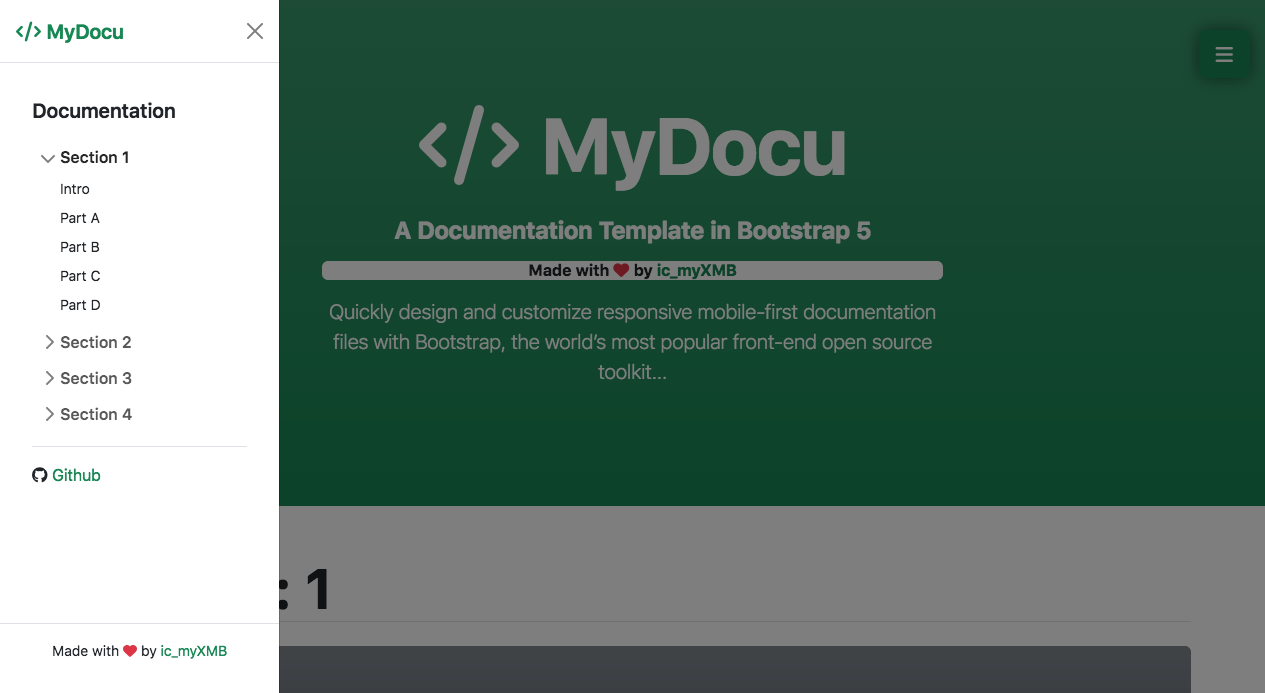 MyDocu
Documentation
Section 1
Intro
Part A
Part B
Part C
Part D
Section 2
Section 3
Section 4
Github
Made with by ic_myXMB
</> MyDocu
A Documentation Template in Bootstrap 5
Made with by ic_myXMB
Quickly design and customize responsive mobile-first documentation
files with Bootstrap, the world’s most popular front-end open source
toolkit...
: 1